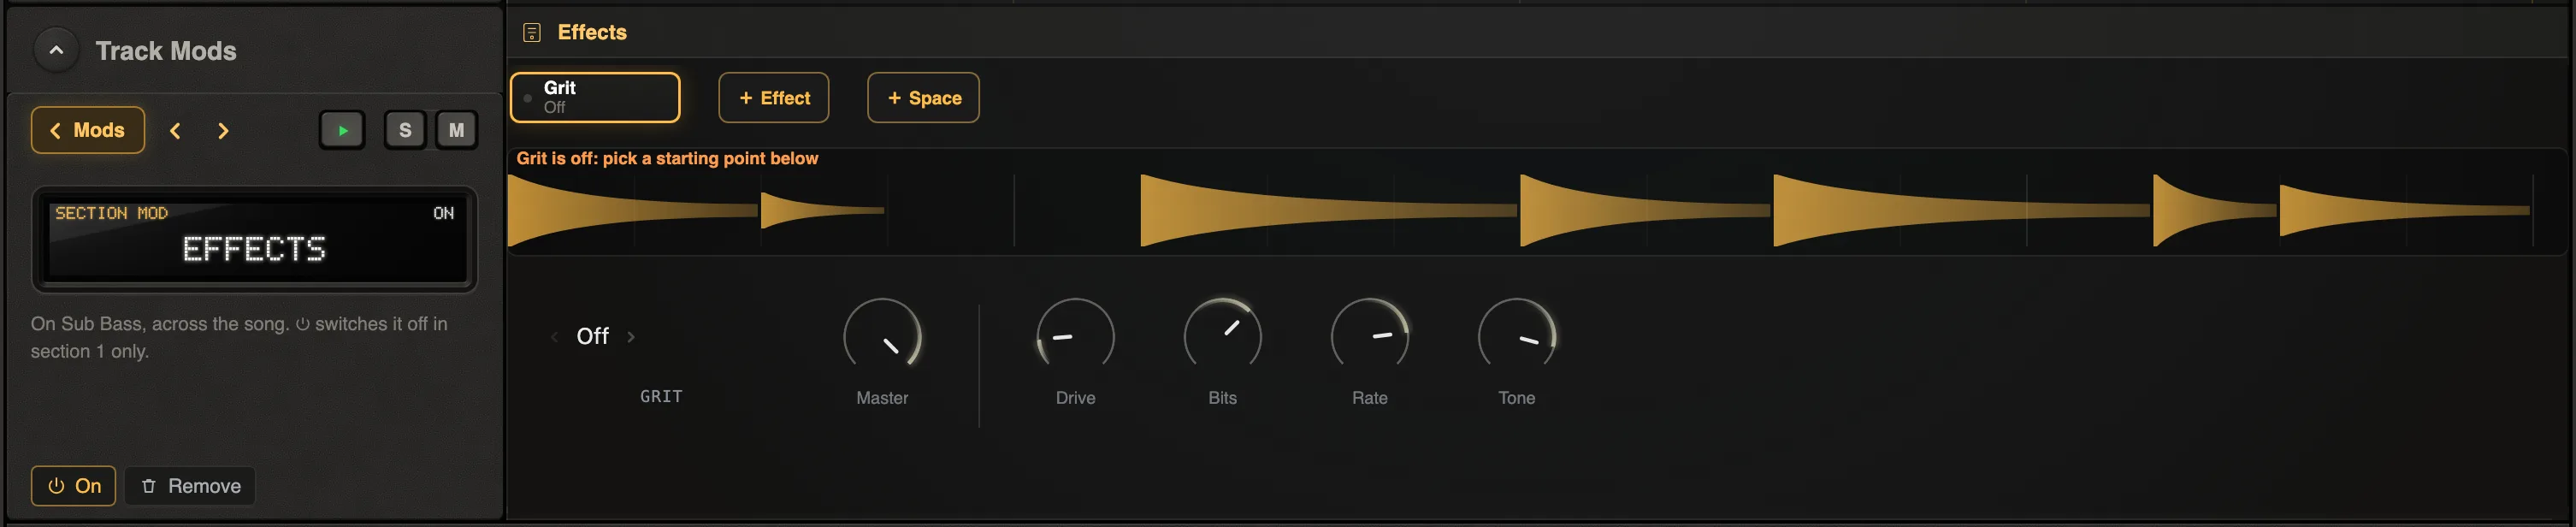 Track Mods
Mods
S
M
SECTION MOD
ON
EFFECTS
On Sub Bass, across the song. ⏻ switches it off in
section 1 only.
On
Remove
Effects
Grit
Off
+ Effect
+ Space
Grit is off: pick a starting point below
Off
GRIT
Master
Drive
Bits
Rate
Tone